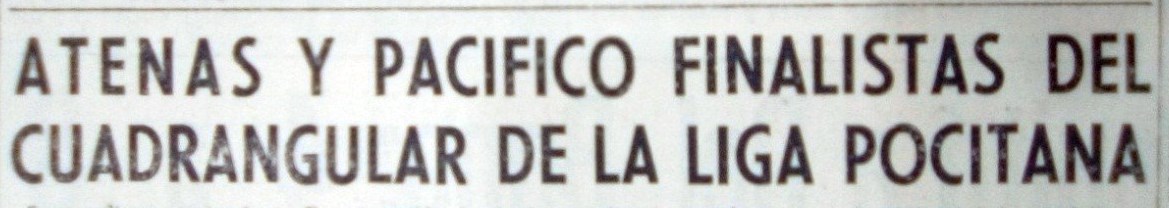 ATENAS Y PACIFICO FINALISTAS DEL
CUADRANGULAR DE LA LIGA POCITANA